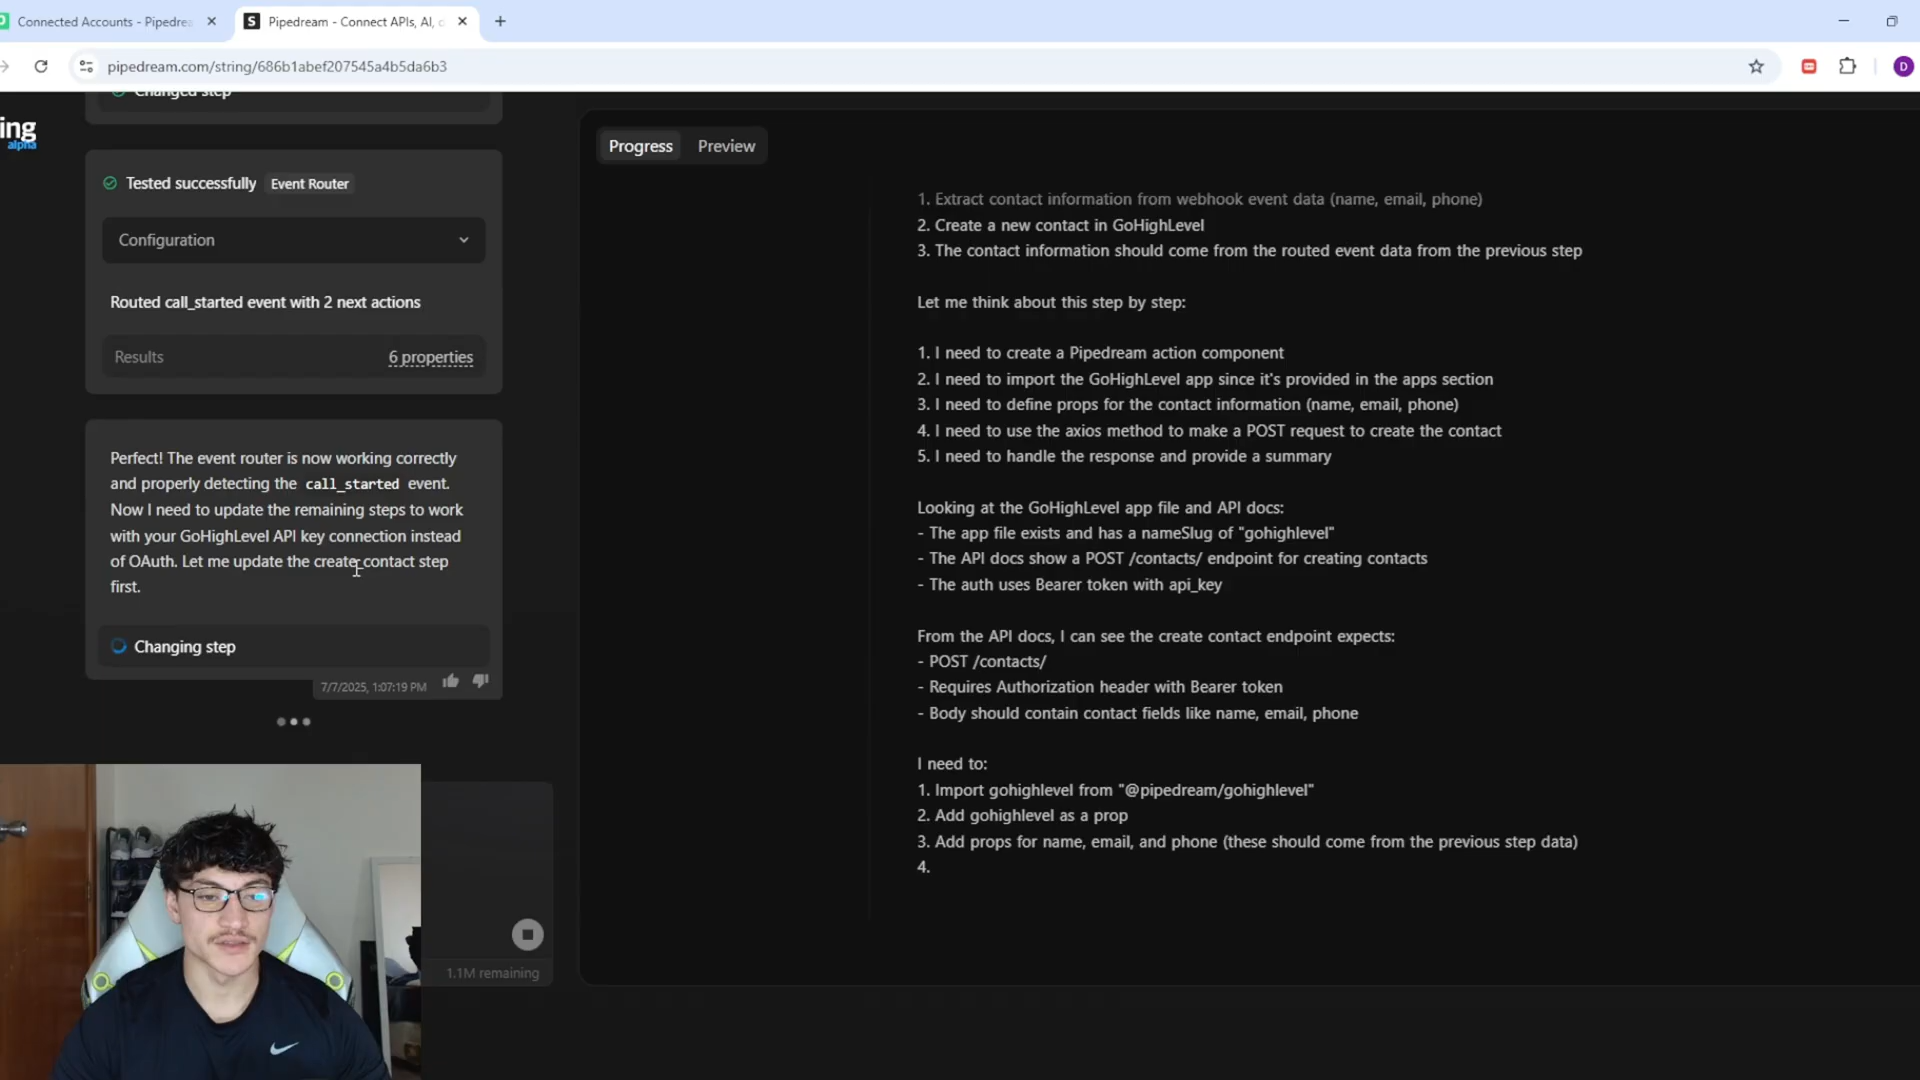 Connected Accounts - Pipedrea
Pipedream - Connect APIs, AI, d
pipedream.com/string/686b1abef207545a4b5da6b3
D
ing
alpha
Changed step
Tested successfully Event Router
Configuration
Routed call_started event with 2 next actions
Results 6 properties
Perfect! The event router is now working correctly
and properly detecting the call_started event.
Now I need to update the remaining steps to work
with your GoHighLevel API key connection instead
of OAuth. Let me update the create contact step
first.
Changing step
7/7/2025, 1:07:19 PM
1.1M remaining
Progress Preview
1. Extract contact information from webhook event data (name, email, phone)
2. Create a new contact in GoHighLevel
3. The contact information should come from the routed event data from the previous step
Let me think about this step by step:
1. I need to create a Pipedream action component
2. I need to import the GoHighLevel app since it's provided in the apps section
3. I need to define props for the contact information (name, email, phone)
4. I need to use the axios method to make a POST request to create the contact
5. I need to handle the response and provide a summary
Looking at the GoHighLevel app file and API docs:
- The app file exists and has a nameSlug of "gohighlevel"
- The API docs show a POST /contacts/ endpoint for creating contacts
- The auth uses Bearer token with api_key
From the API docs, I can see the create contact endpoint expects:
- POST /contacts/
- Requires Authorization header with Bearer token
- Body should contain contact fields like name, email, phone
I need to:
1. Import gohighlevel from "@pipedream/gohighlevel"
2. Add gohighlevel as a prop
3. Add props for name, email, and phone (these should come from the previous step data)
4.